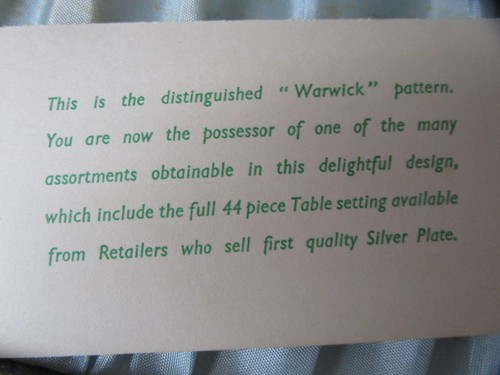 This is the distinguished "Warwick" pattern.
You are now the possessor of one of the many
assortments obtainable in this delightful design,
which include the full 44 piece Table setting available
from Retailers who sell first quality Silver Plate.